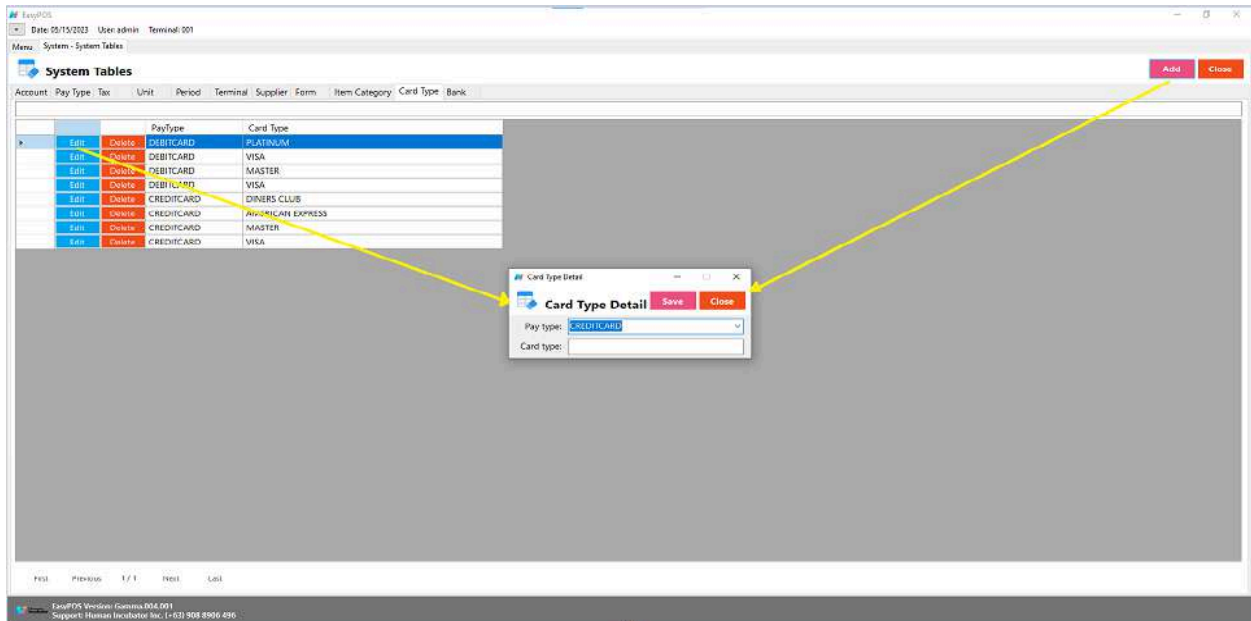 EasyPOS
Date: 05/15/2023 User: admin Terminal: 001
Menu System - System Tables
System Tables
Add Close
Account Pay Type Tax Unit Period Terminal Supplier Form Item Category Card Type Bank
PayType Card Type
Edit Delete DEBITCARD PLATINUM
Edit Delete DEBITCARD VISA
Edit Delete DEBITCARD MASTER
Edit Delete DEBITCARD VISA
Edit Delete CREDITCARD DINERS CLUB
Edit Delete CREDITCARD AMERICAN EXPRESS
Edit Delete CREDITCARD MASTER
Edit Delete CREDITCARD VISA
Card Type Detail
Card Type Detail Save Close
Pay type: CREDITCARD
Card type:
First Previous 1 / 1 Next Last
EasyPOS Version: Gamma.004.001
Support: Human Incubator Inc. (+63) 908 8906 496